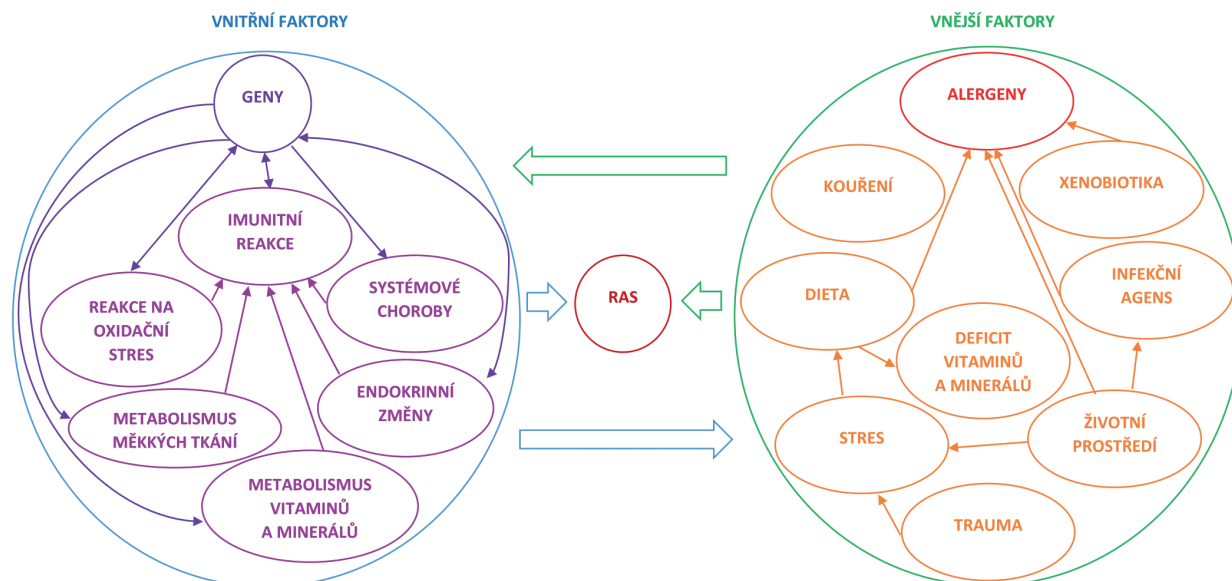 VNITŘNÍ FAKTORY
GENY
IMUNITNÍ
REAKCE
REAKCE NA
OXIDAČNÍ
STRES
SYSTÉMOVÉ
CHOROBY
METABOLISMUS
MĚKKÝCH TKÁNÍ
ENDOKRINNÍ
ZMĚNY
METABOLISMUS
VITAMINŮ
A MINERÁLŮ
RAS
VNĚJŠÍ FAKTORY
ALERGENY
KOUŘENÍ
XENOBIOTIKA
DIETA
INFEKČNÍ
AGENS
DEFICIT
VITAMINŮ
A MINERÁLŮ
STRES
ŽIVOTNÍ
PROSTŘEDÍ
TRAUMA